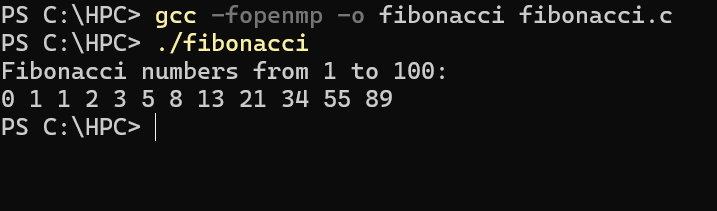 PS C:\HPC> gcc -fopenmp -o fibonacci fibonacci.c
PS C:\HPC> ./fibonacci
Fibonacci numbers from 1 to 100:
0 1 1 2 3 5 8 13 21 34 55 89
PS C:\HPC>